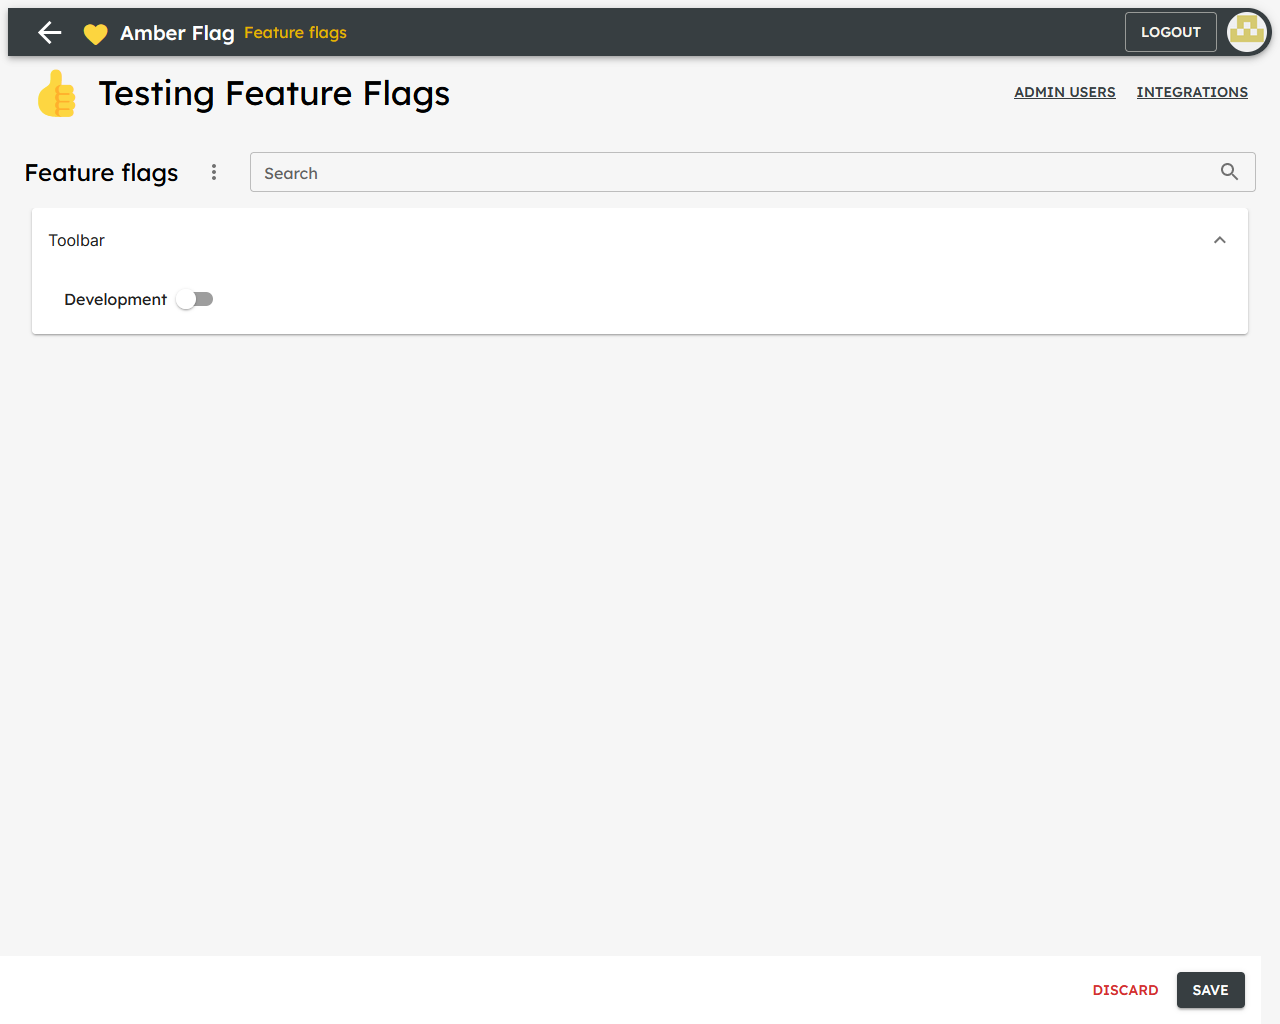 Amber Flag Feature flags LOGOUT
Testing Feature Flags ADMIN USERS INTEGRATIONS
Feature flags Search
Toolbar
Development
DISCARD SAVE